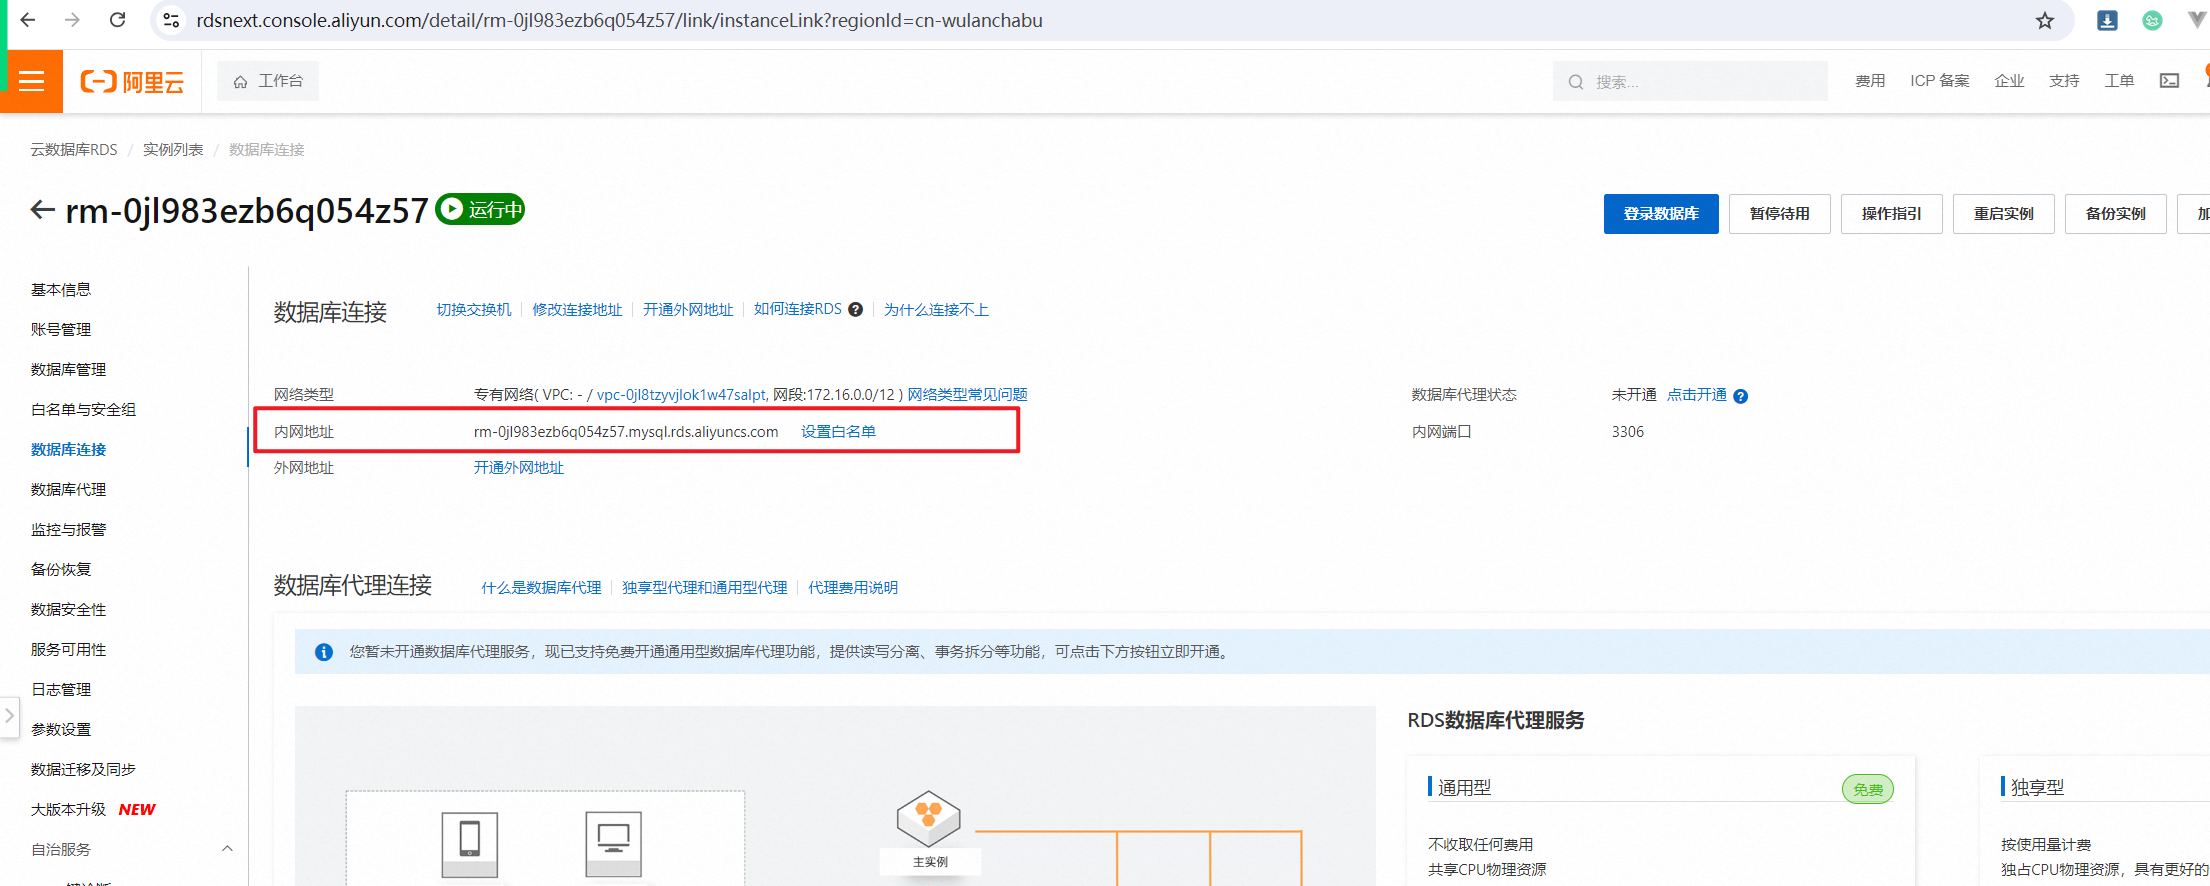 rdsnext.console.aliyun.com/detail/rm-0jl983ezb6q054z57/link/instanceLink?regionId=cn-wulanchabu
阿里云 工作台 搜索... 费用 ICP 备案 企业 支持 工单
云数据库RDS / 实例列表 / 数据库连接
rm-0jl983ezb6q054z57 运行中 登录数据库 暂停待用 操作指引 重启实例 备份实例
基本信息
账号管理
数据库管理
白名单与安全组
数据库连接
数据库代理
监控与报警
备份恢复
数据安全性
服务可用性
日志管理
参数设置
数据迁移及同步
大版本升级 NEW
自治服务
数据库连接 切换交换机 修改连接地址 开通外网地址 如何连接RDS 为什么连接不上
网络类型 专有网络( VPC: - / vpc-0jl8tzyvjlok1w47salpt, 网段:172.16.0.0/12 ) 网络类型常见问题 数据库代理状态 未开通 点击开通
内网地址 rm-0jl983ezb6q054z57.mysql.rds.aliyuncs.com 设置白名单 内网端口 3306
外网地址 开通外网地址
数据库代理连接 什么是数据库代理 独享型代理和通用型代理 代理费用说明
您暂未开通数据库代理服务，现已支持免费开通通用型数据库代理功能，提供读写分离、事务拆分等功能，可点击下方按钮立即开通。
主实例
RDS数据库代理服务
通用型 免费
不收取任何费用
共享CPU物理资源
独享型
按使用量计费
独占CPU物理资源，具有更好的